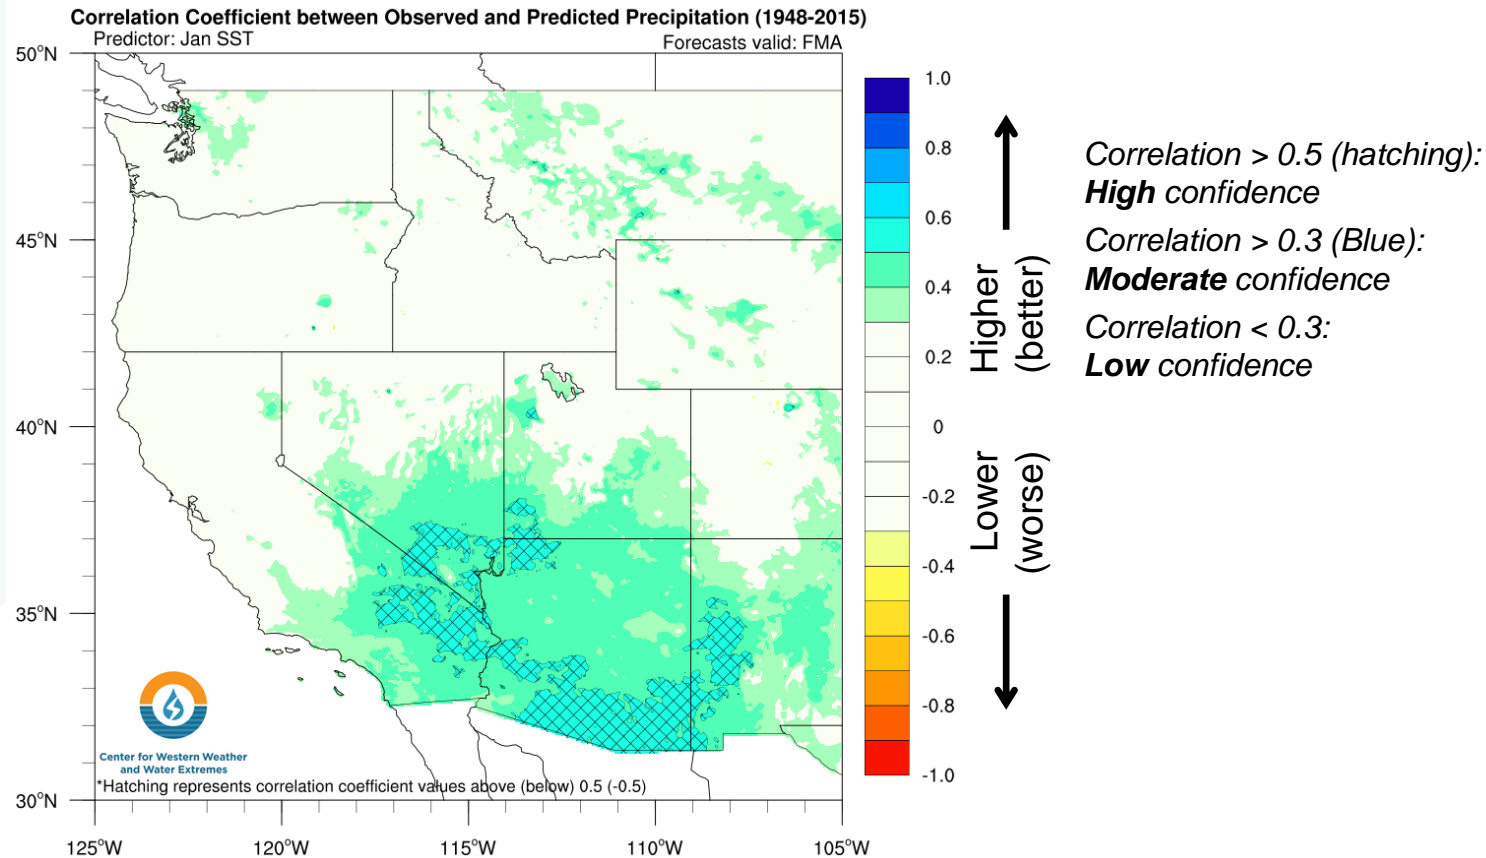 Correlation Coefficient between Observed and Predicted Precipitation (1948-2015)
Predictor: Jan SST
Forecasts valid: FMA
50°N
45°N
40°N
35°N
30°N
125°W
120°W
115°W
110°W
105°W
Center for Western Weather
and Water Extremes
*Hatching represents correlation coefficient values above (below) 0.5 (-0.5)
1.0
0.8
0.6
0.4
0.2
0
-0.2
-0.4
-0.6
-0.8
-1.0
Higher
(better)
Lower
(worse)
Correlation > 0.5 (hatching):
High confidence
Correlation > 0.3 (Blue):
Moderate confidence
Correlation < 0.3:
Low confidence